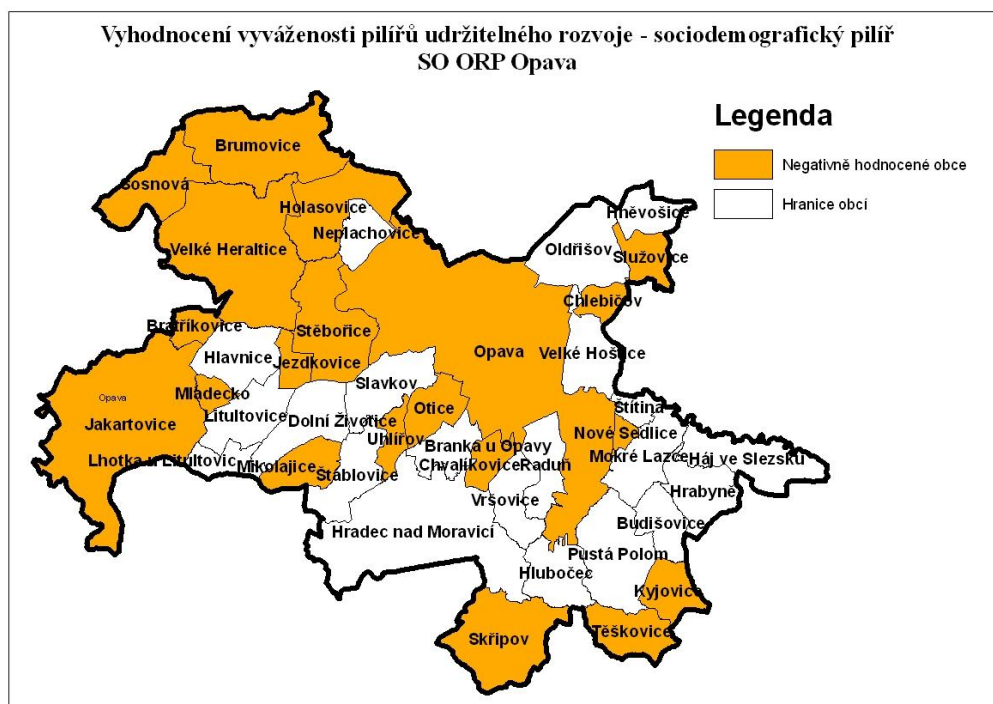 Vyhodnocení vyváženosti pilířů udržitelného rozvoje - sociodemografický pilíř
SO ORP Opava
Legenda
Negativně hodnocené obce
Hranice obcí
Brumovice
Sosnová
Holasovice
Neplachovice
Velké Heraltice
Hněvošice
Oldřišov
Služovice
Chlebičov
Bratříkovice
Stěbořice
Hlavnice
Jezdkovice
Opava
Velké Hoštice
Slavkov
Mladecko
Opava
Jakartovice
Litultovice
Dolní Životice
Otice
Štítina
Uhlířov
Branka u Opavy
Nové Sedlice
Lhotka u Litultovic
Mikolajice
Štáblovice
Chvalíkovice
Raduň
Mokré Lazce
Háj ve Slezsku
Vršovice
Hrabyně
Hradec nad Moravicí
Budišovice
Hlubočec
Pustá Polom
Kyjovice
Skřipov
Těškovice